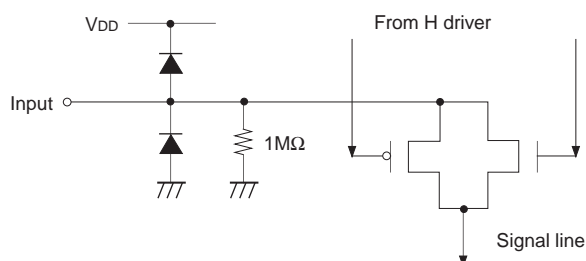 From H driver
VDD
Input
1MΩ
Signal line